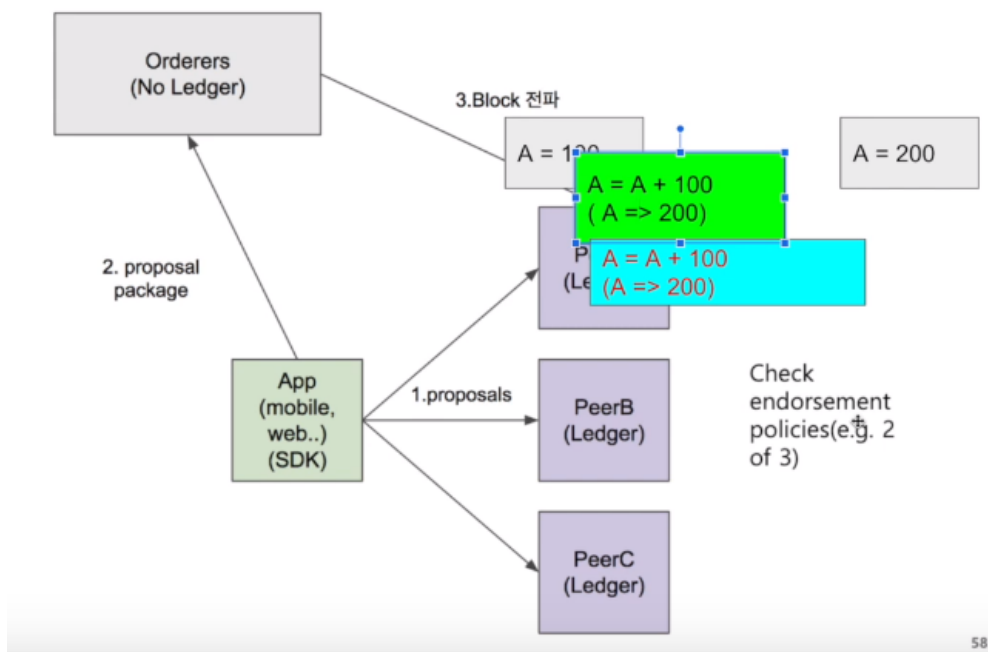 Orderers
(No Ledger)
3.Block 전파
A = 100
A = 200
A = A + 100
( A => 200)
A = A + 100
(A => 200)
2. proposal
package
App
(mobile,
web..)
(SDK)
1.proposals
PeerB
(Ledger)
Check
endorsement
policies(e.g. 2
of 3)
PeerC
(Ledger)
58